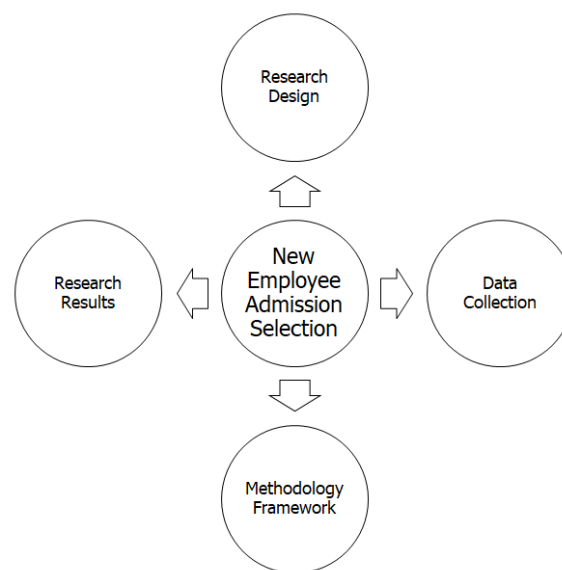 Research
Design
New
Employee
Admission
Selection
Research
Results
Data
Collection
Methodology
Framework